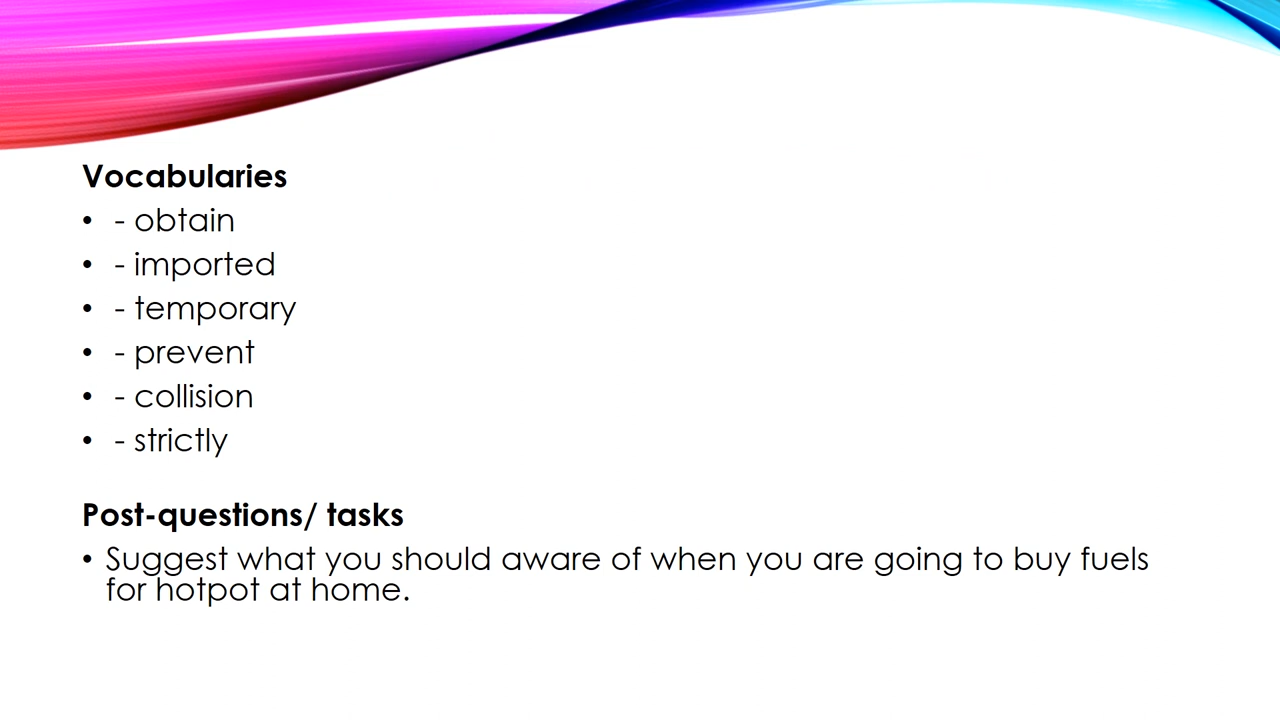 Vocabularies
• - obtain
• - imported
• - temporary
• - prevent
• - collision
• - strictly
Post-questions/ tasks
• Suggest what you should aware of when you are going to buy fuels
for hotpot at home.